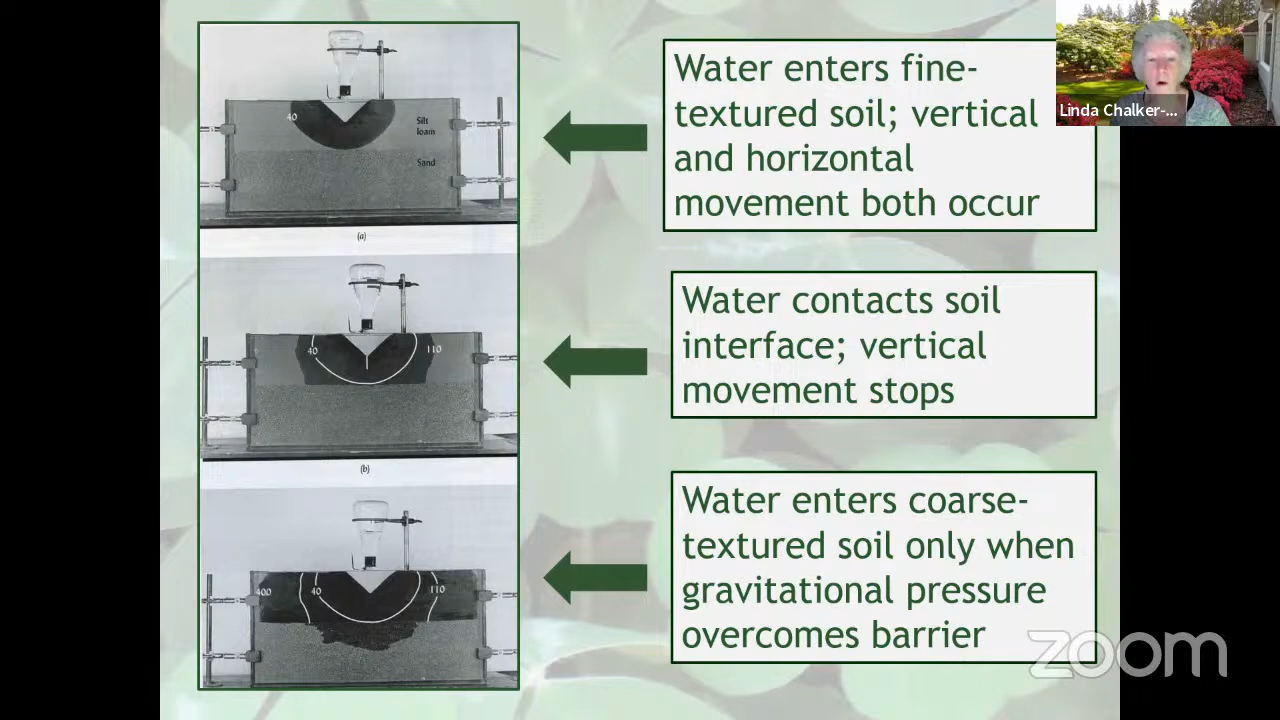 40
Silt
loam
Sand
(a)
40
110
(b)
400
40
110
Water enters fine-
textured soil; vertical
and horizontal
movement both occur
Water contacts soil
interface; vertical
movement stops
Water enters coarse-
textured soil only when
gravitational pressure
overcomes barrier
Linda Chalker-...
zoom